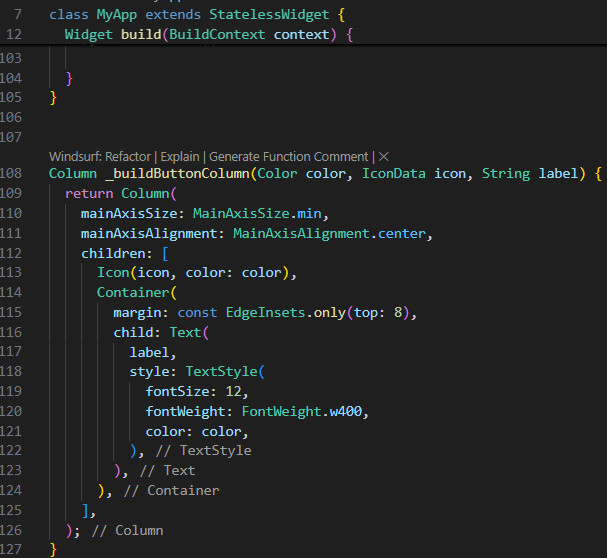 7 class MyApp extends StatelessWidget {
12 Widget build(BuildContext context) {
103
104 }
105 }
106
107
Windsurf: Refactor | Explain | Generate Function Comment | ✕
108 Column _buildButtonColumn(Color color, IconData icon, String label) {
109 return Column(
110 mainAxisSize: MainAxisSize.min,
111 mainAxisAlignment: MainAxisAlignment.center,
112 children: [
113 Icon(icon, color: color),
114 Container(
115 margin: const EdgeInsets.only(top: 8),
116 child: Text(
117 label,
118 style: TextStyle(
119 fontSize: 12,
120 fontWeight: FontWeight.w400,
121 color: color,
122 ), // TextStyle
123 ), // Text
124 ), // Container
125 ],
126 ); // Column
127 }